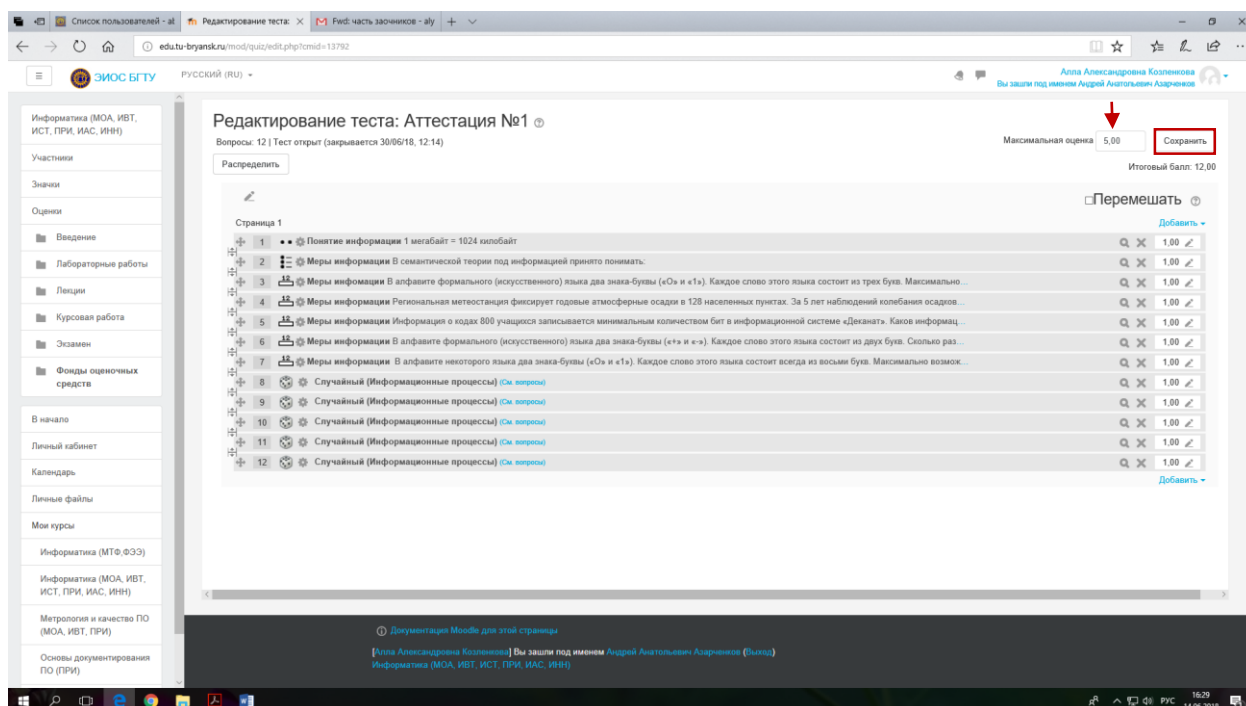 Список пользователей - al
Редактирование теста:
Fwd: часть заочников - aly
edu.tu-bryansk.ru/mod/quiz/edit.php?cmid=13792
ЭИОС БГТУ
РУССКИЙ (RU)
Алла Александровна Козленкова
Вы зашли под именем Андрей Анатольевич Азарченков
Информатика (МОА, ИВТ,
ИСТ, ПРИ, ИАС, ИНН)
Участники
Значки
Оценки
Введение
Лабораторные работы
Лекции
Курсовая работа
Экзамен
Фонды оценочных
средств
В начало
Личный кабинет
Календарь
Личные файлы
Мои курсы
Информатика (МТФ,ФЭЭ)
Информатика (МОА, ИВТ,
ИСТ, ПРИ, ИАС, ИНН)
Метрология и качество ПО
(МОА, ИВТ, ПРИ)
Основы документирования
ПО (ПРИ)
Редактирование теста: Аттестация №1
Вопросы: 12 | Тест открыт (закрывается 30/06/18, 12:14)
Максимальная оценка 5,00 Сохранить
Распределить
Итоговый балл: 12,00
Перемешать
Страница 1
Добавить
1 Понятие информации 1 мегабайт = 1024 килобайт 1,00
2 Меры информации В семантической теории под информацией принято понимать: 1,00
3 Меры инфомации В алфавите формального (искусственного) языка два знака-буквы («О» и «1»). Каждое слово этого языка состоит из трех букв. Максимально... 1,00
4 Меры информации Региональная метеостанция фиксирует годовые атмосферные осадки в 128 населенных пунктах. За 5 лет наблюдений колебания осадков... 1,00
5 Меры информации Информация о кодах 800 учащихся записывается минимальным количеством бит в информационной системе «Деканат». Каков информац... 1,00
6 Меры информации В алфавите формального (искусственного) языка два знака-буквы («+» и «-»). Каждое слово этого языка состоит из двух букв. Сколько раз... 1,00
7 Меры информации В алфавите некоторого языка два знака-буквы («О» и «1»). Каждое слово этого языка состоит всегда из восьми букв. Максимально возмож... 1,00
8 Случайный (Информационные процессы) (См. вопросы) 1,00
9 Случайный (Информационные процессы) (См. вопросы) 1,00
10 Случайный (Информационные процессы) (См. вопросы) 1,00
11 Случайный (Информационные процессы) (См. вопросы) 1,00
12 Случайный (Информационные процессы) (См. вопросы) 1,00
Добавить
Документация Moodle для этой страницы
[Алла Александровна Козленкова] Вы зашли под именем Андрей Анатольевич Азарченков (Выход)
Информатика (МОА, ИВТ, ИСТ, ПРИ, ИАС, ИНН)
РУС
16:29
14.06.2018